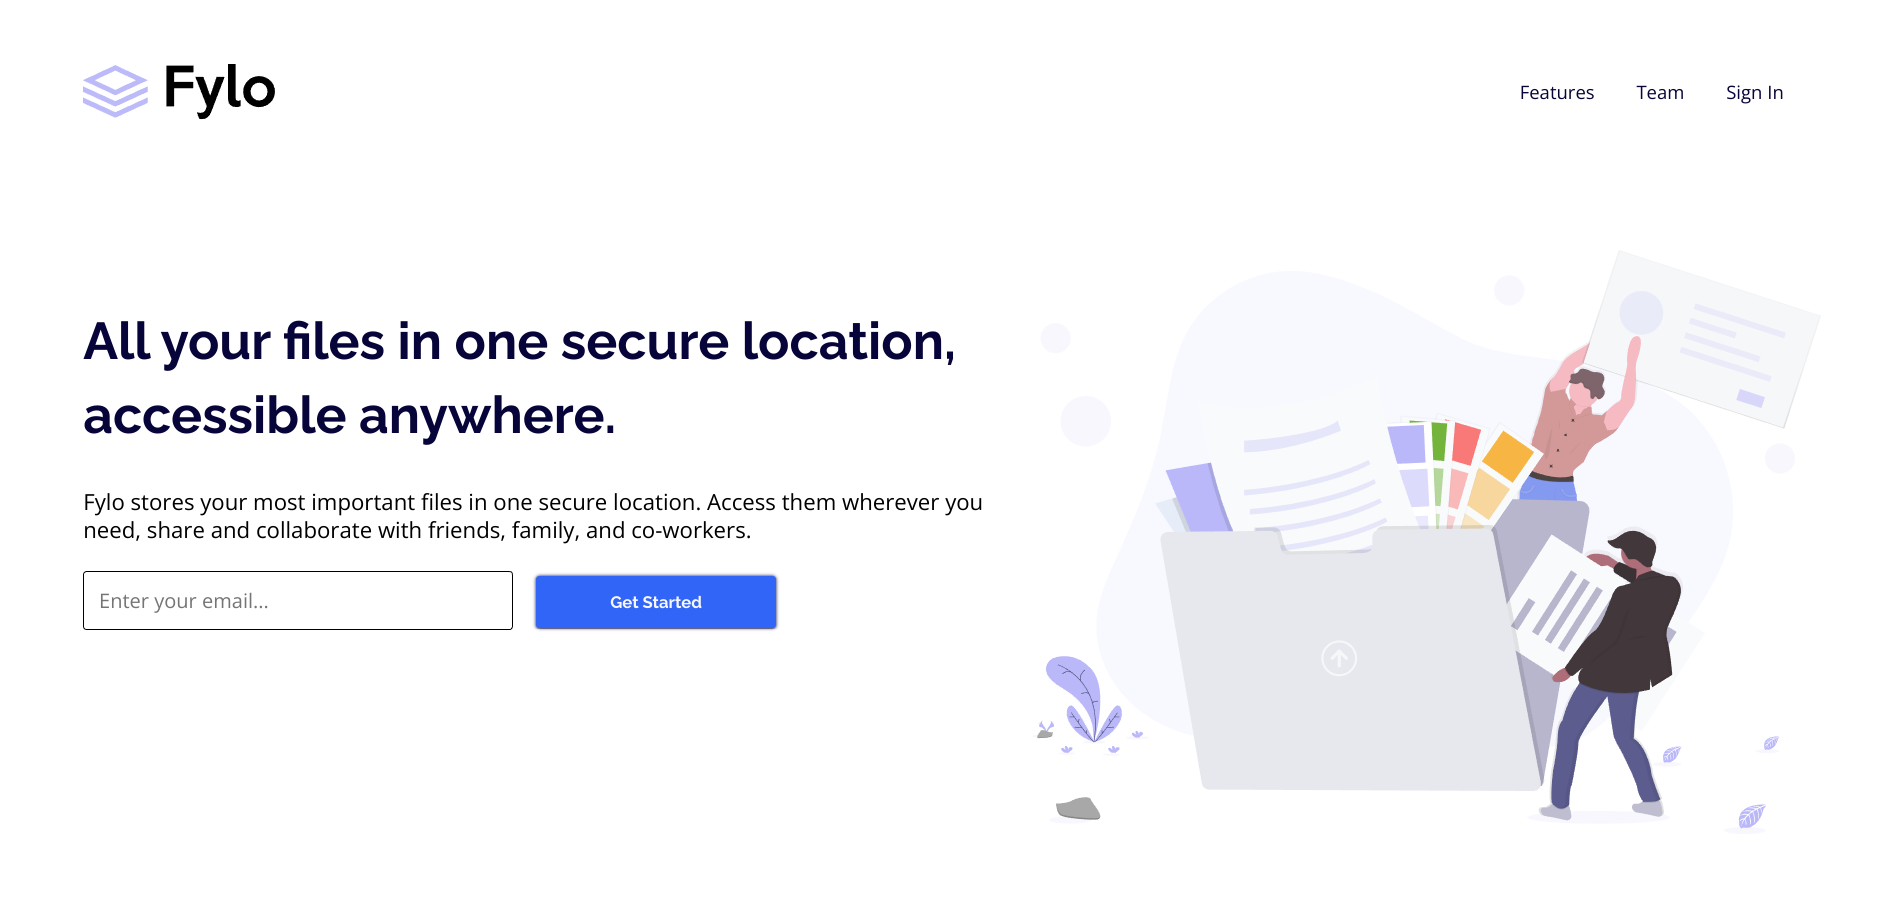 Fylo
Features
Team
Sign In
All your files in one secure location,
accessible anywhere.
Fylo stores your most important files in one secure location. Access them wherever you
need, share and collaborate with friends, family, and co-workers.
Enter your email...
Get Started